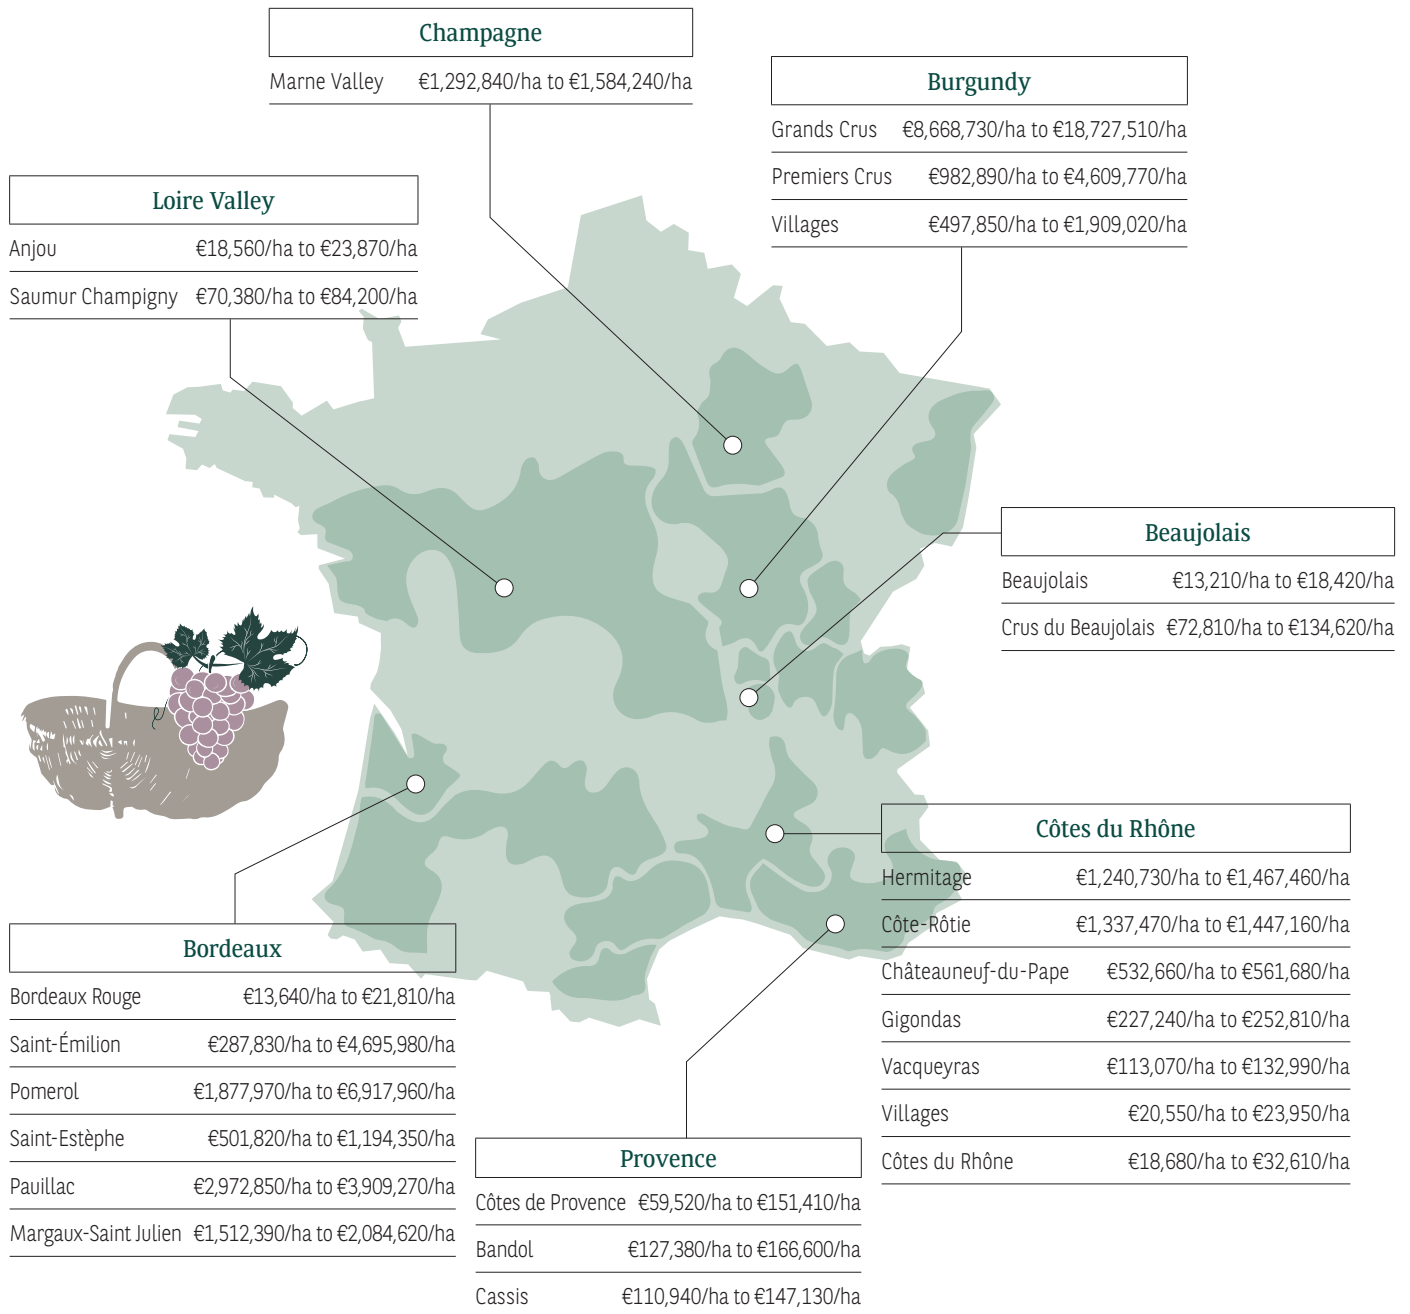 Champagne
Marne Valley €1,292,840/ha to €1,584,240/ha
Burgundy
Grands Crus €8,668,730/ha to €18,727,510/ha
Premiers Crus €982,890/ha to €4,609,770/ha
Villages €497,850/ha to €1,909,020/ha
Loire Valley
Anjou €18,560/ha to €23,870/ha
Saumur Champigny €70,380/ha to €84,200/ha
Beaujolais
Beaujolais €13,210/ha to €18,420/ha
Crus du Beaujolais €72,810/ha to €134,620/ha
Côtes du Rhône
Hermitage €1,240,730/ha to €1,467,460/ha
Côte-Rôtie €1,337,470/ha to €1,447,160/ha
Châteauneuf-du-Pape €532,660/ha to €561,680/ha
Gigondas €227,240/ha to €252,810/ha
Vacqueyras €113,070/ha to €132,990/ha
Villages €20,550/ha to €23,950/ha
Côtes du Rhône €18,680/ha to €32,610/ha
Bordeaux
Bordeaux Rouge €13,640/ha to €21,810/ha
Saint-Émilion €287,830/ha to €4,695,980/ha
Pomerol €1,877,970/ha to €6,917,960/ha
Saint-Estèphe €501,820/ha to €1,194,350/ha
Pauillac €2,972,850/ha to €3,909,270/ha
Margaux-Saint Julien €1,512,390/ha to €2,084,620/ha
Provence
Côtes de Provence €59,520/ha to €151,410/ha
Bandol €127,380/ha to €166,600/ha
Cassis €110,940/ha to €147,130/ha